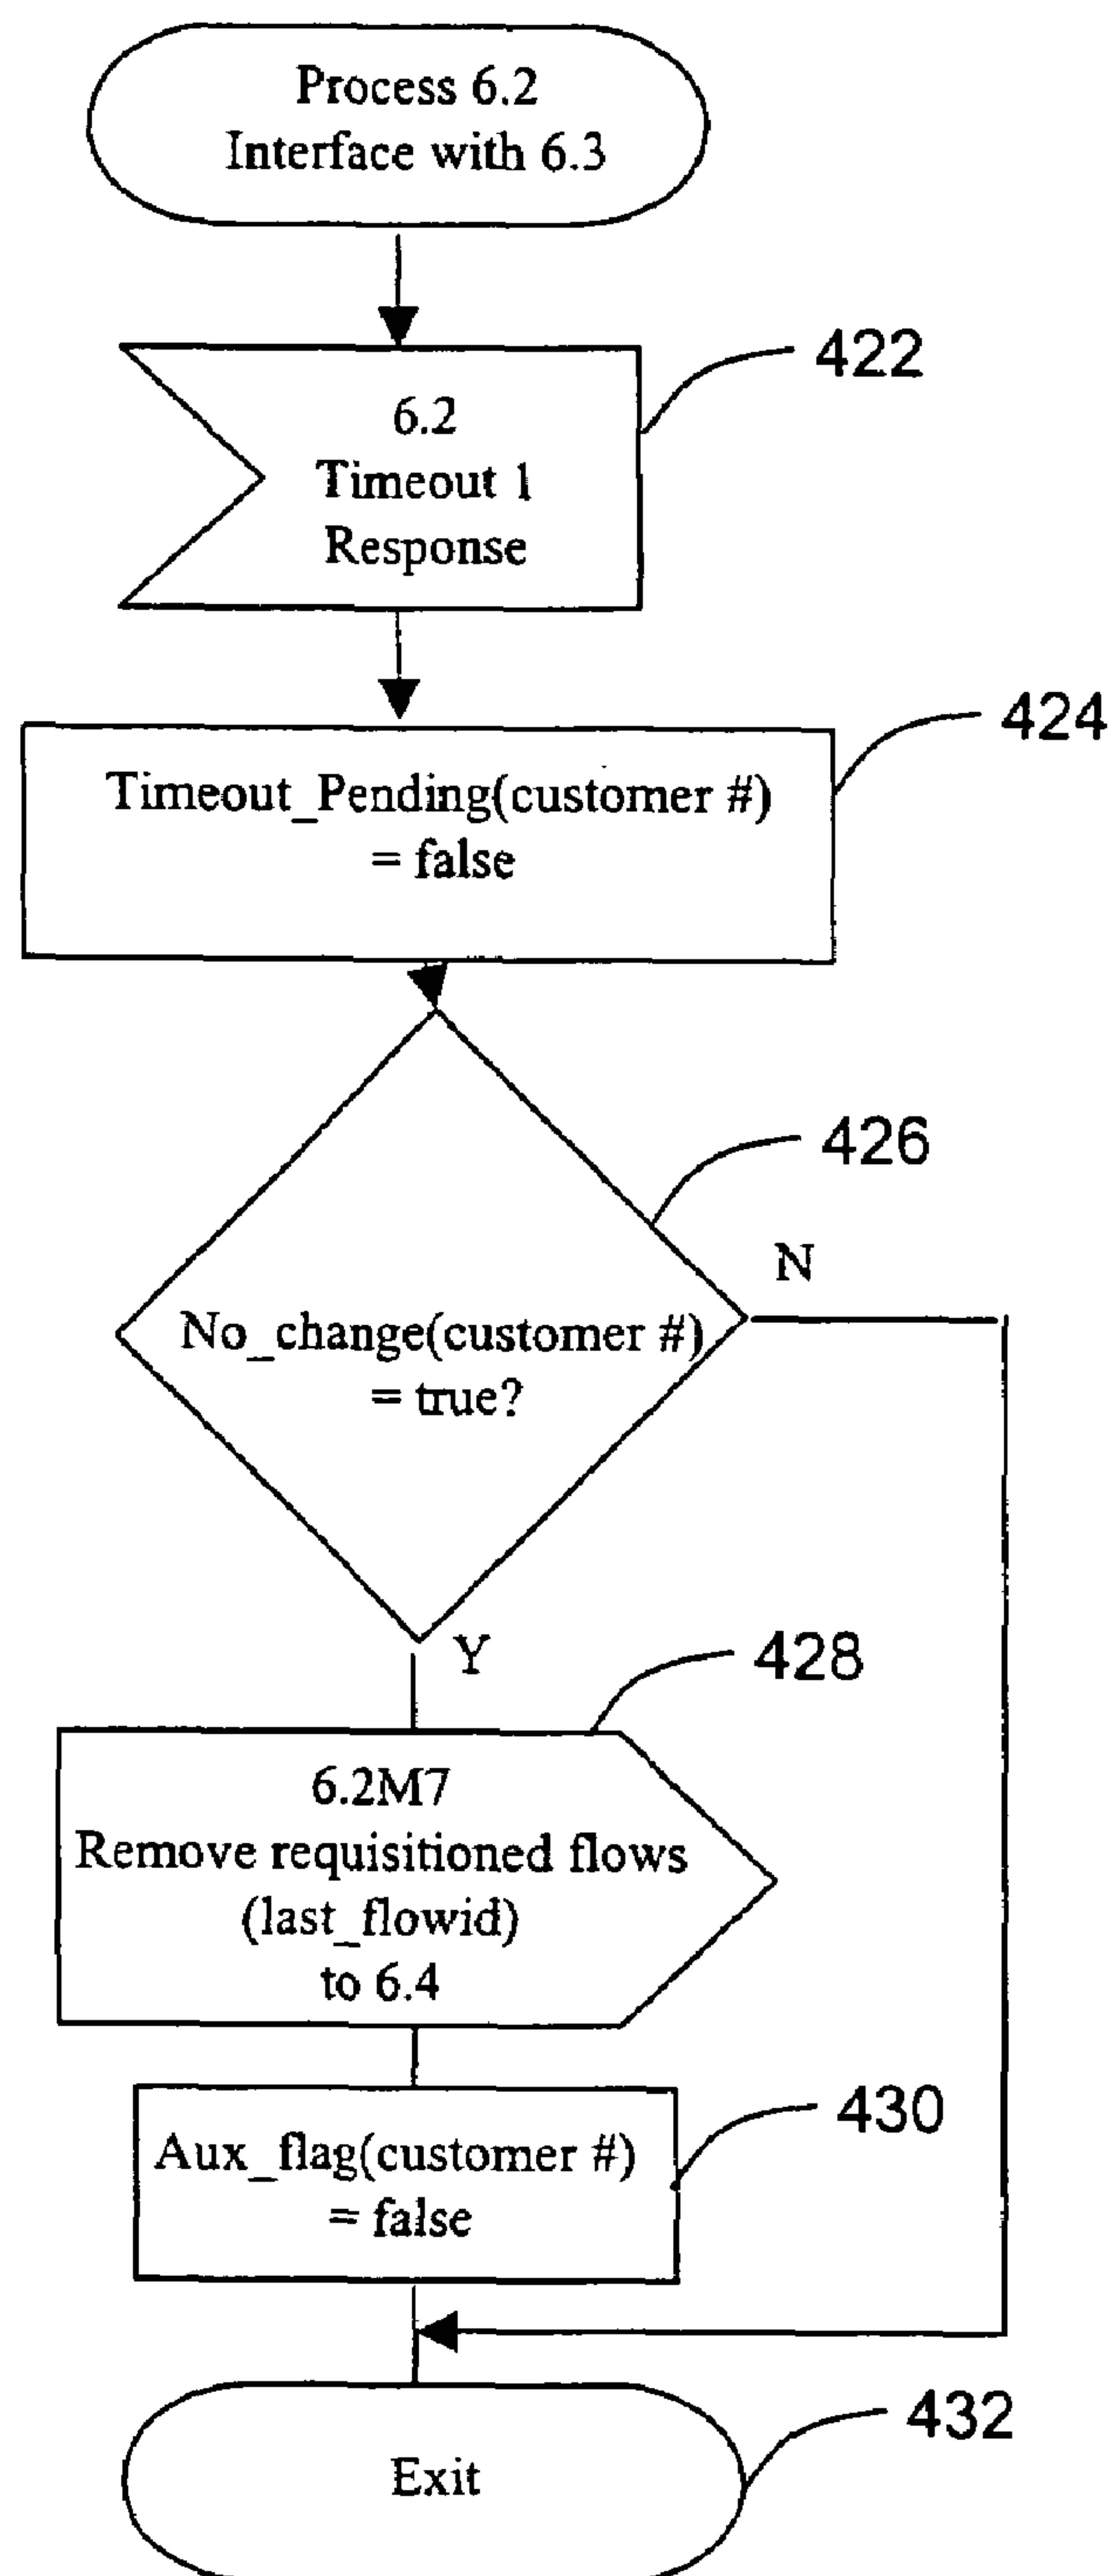 Process 6.2
Interface with 6.3
422
6.2
Timeout 1
Response
424
Timeout_Pending(customer #)
= false
426
N
No_change(customer #)
= true?
Y
428
6.2M7
Remove requisitioned flows
(last_flowid)
to 6.4
430
Aux_flag(customer #)
= false
432
Exit